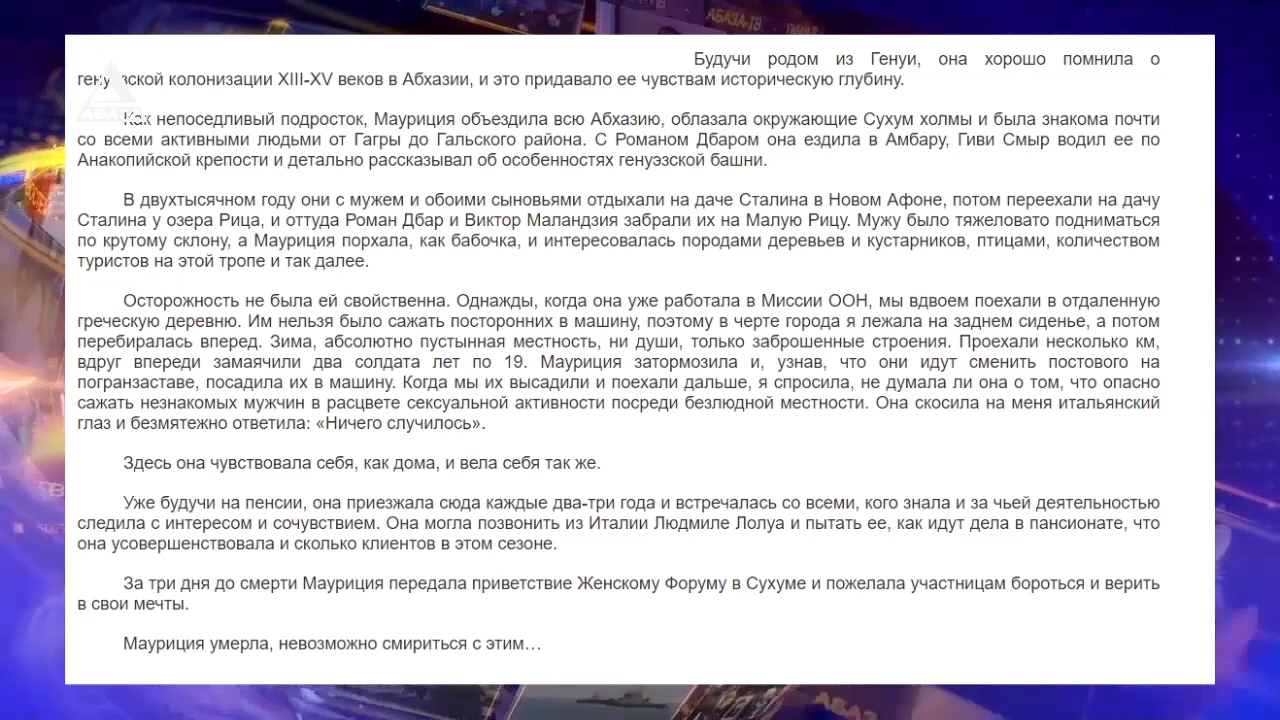 АБАЗА-ТВ
Будучи родом из Генуи, она хорошо помнила о
генуэзской колонизации XIII-XV веков в Абхазии, и это придавало ее чувствам историческую глубину.
Как непоседливый подросток, Мауриция объездила всю Абхазию, облазала окружающие Сухум холмы и была знакома почти
со всеми активными людьми от Гагры до Гальского района. С Романом Дбаром она ездила в Амбару, Гиви Смыр водил ее по
Анакопийской крепости и детально рассказывал об особенностях генуэзской башни.
В двухтысячном году они с мужем и обоими сыновьями отдыхали на даче Сталина в Новом Афоне, потом переехали на дачу
Сталина у озера Рица, и оттуда Роман Дбар и Виктор Маландзия забрали их на Малую Рицу. Мужу было тяжеловато подниматься
по крутому склону, а Мауриция порхала, как бабочка, и интересовалась породами деревьев и кустарников, птицами, количеством
туристов на этой тропе и так далее.
Осторожность не была ей свойственна. Однажды, когда она уже работала в Миссии ООН, мы вдвоем поехали в отдаленную
греческую деревню. Им нельзя было сажать посторонних в машину, поэтому в черте города я лежала на заднем сиденье, а потом
перебиралась вперед. Зима, абсолютно пустынная местность, ни души, только заброшенные строения. Проехали несколько км,
вдруг впереди замаячили два солдата лет по 19. Мауриция затормозила и, узнав, что они идут сменить постового на
погранзаставе, посадила их в машину. Когда мы их высадили и поехали дальше, я спросила, не думала ли она о том, что опасно
сажать незнакомых мужчин в расцвете сексуальной активности посреди безлюдной местности. Она скосила на меня итальянский
глаз и безмятежно ответила: «Ничего случилось».
Здесь она чувствовала себя, как дома, и вела себя так же.
Уже будучи на пенсии, она приезжала сюда каждые два-три года и встречалась со всеми, кого знала и за чьей деятельностью
следила с интересом и сочувствием. Она могла позвонить из Италии Людмиле Лолуа и пытать ее, как идут дела в пансионате, что
она усовершенствовала и сколько клиентов в этом сезоне.
За три дня до смерти Мауриция передала приветствие Женскому Форуму в Сухуме и пожелала участницам бороться и верить
в свои мечты.
Мауриция умерла, невозможно смириться с этим…